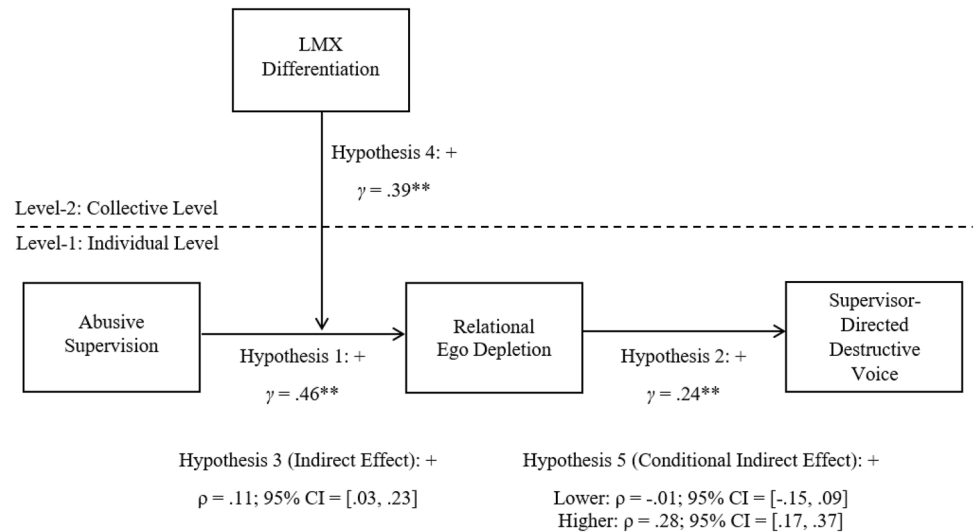 LMX
Differentiation
Hypothesis 4: +
γ = .39**
Level-2: Collective Level
Level-1: Individual Level
Abusive
Supervision
Hypothesis 1: +
γ = .46**
Relational
Ego Depletion
Hypothesis 2: +
γ = .24**
Supervisor-
Directed
Destructive
Voice
Hypothesis 3 (Indirect Effect): +
ρ = .11; 95% CI = [.03, .23]
Hypothesis 5 (Conditional Indirect Effect): +
Lower: ρ = -.01; 95% CI = [-.15, .09]
Higher: ρ = .28; 95% CI = [.17, .37]